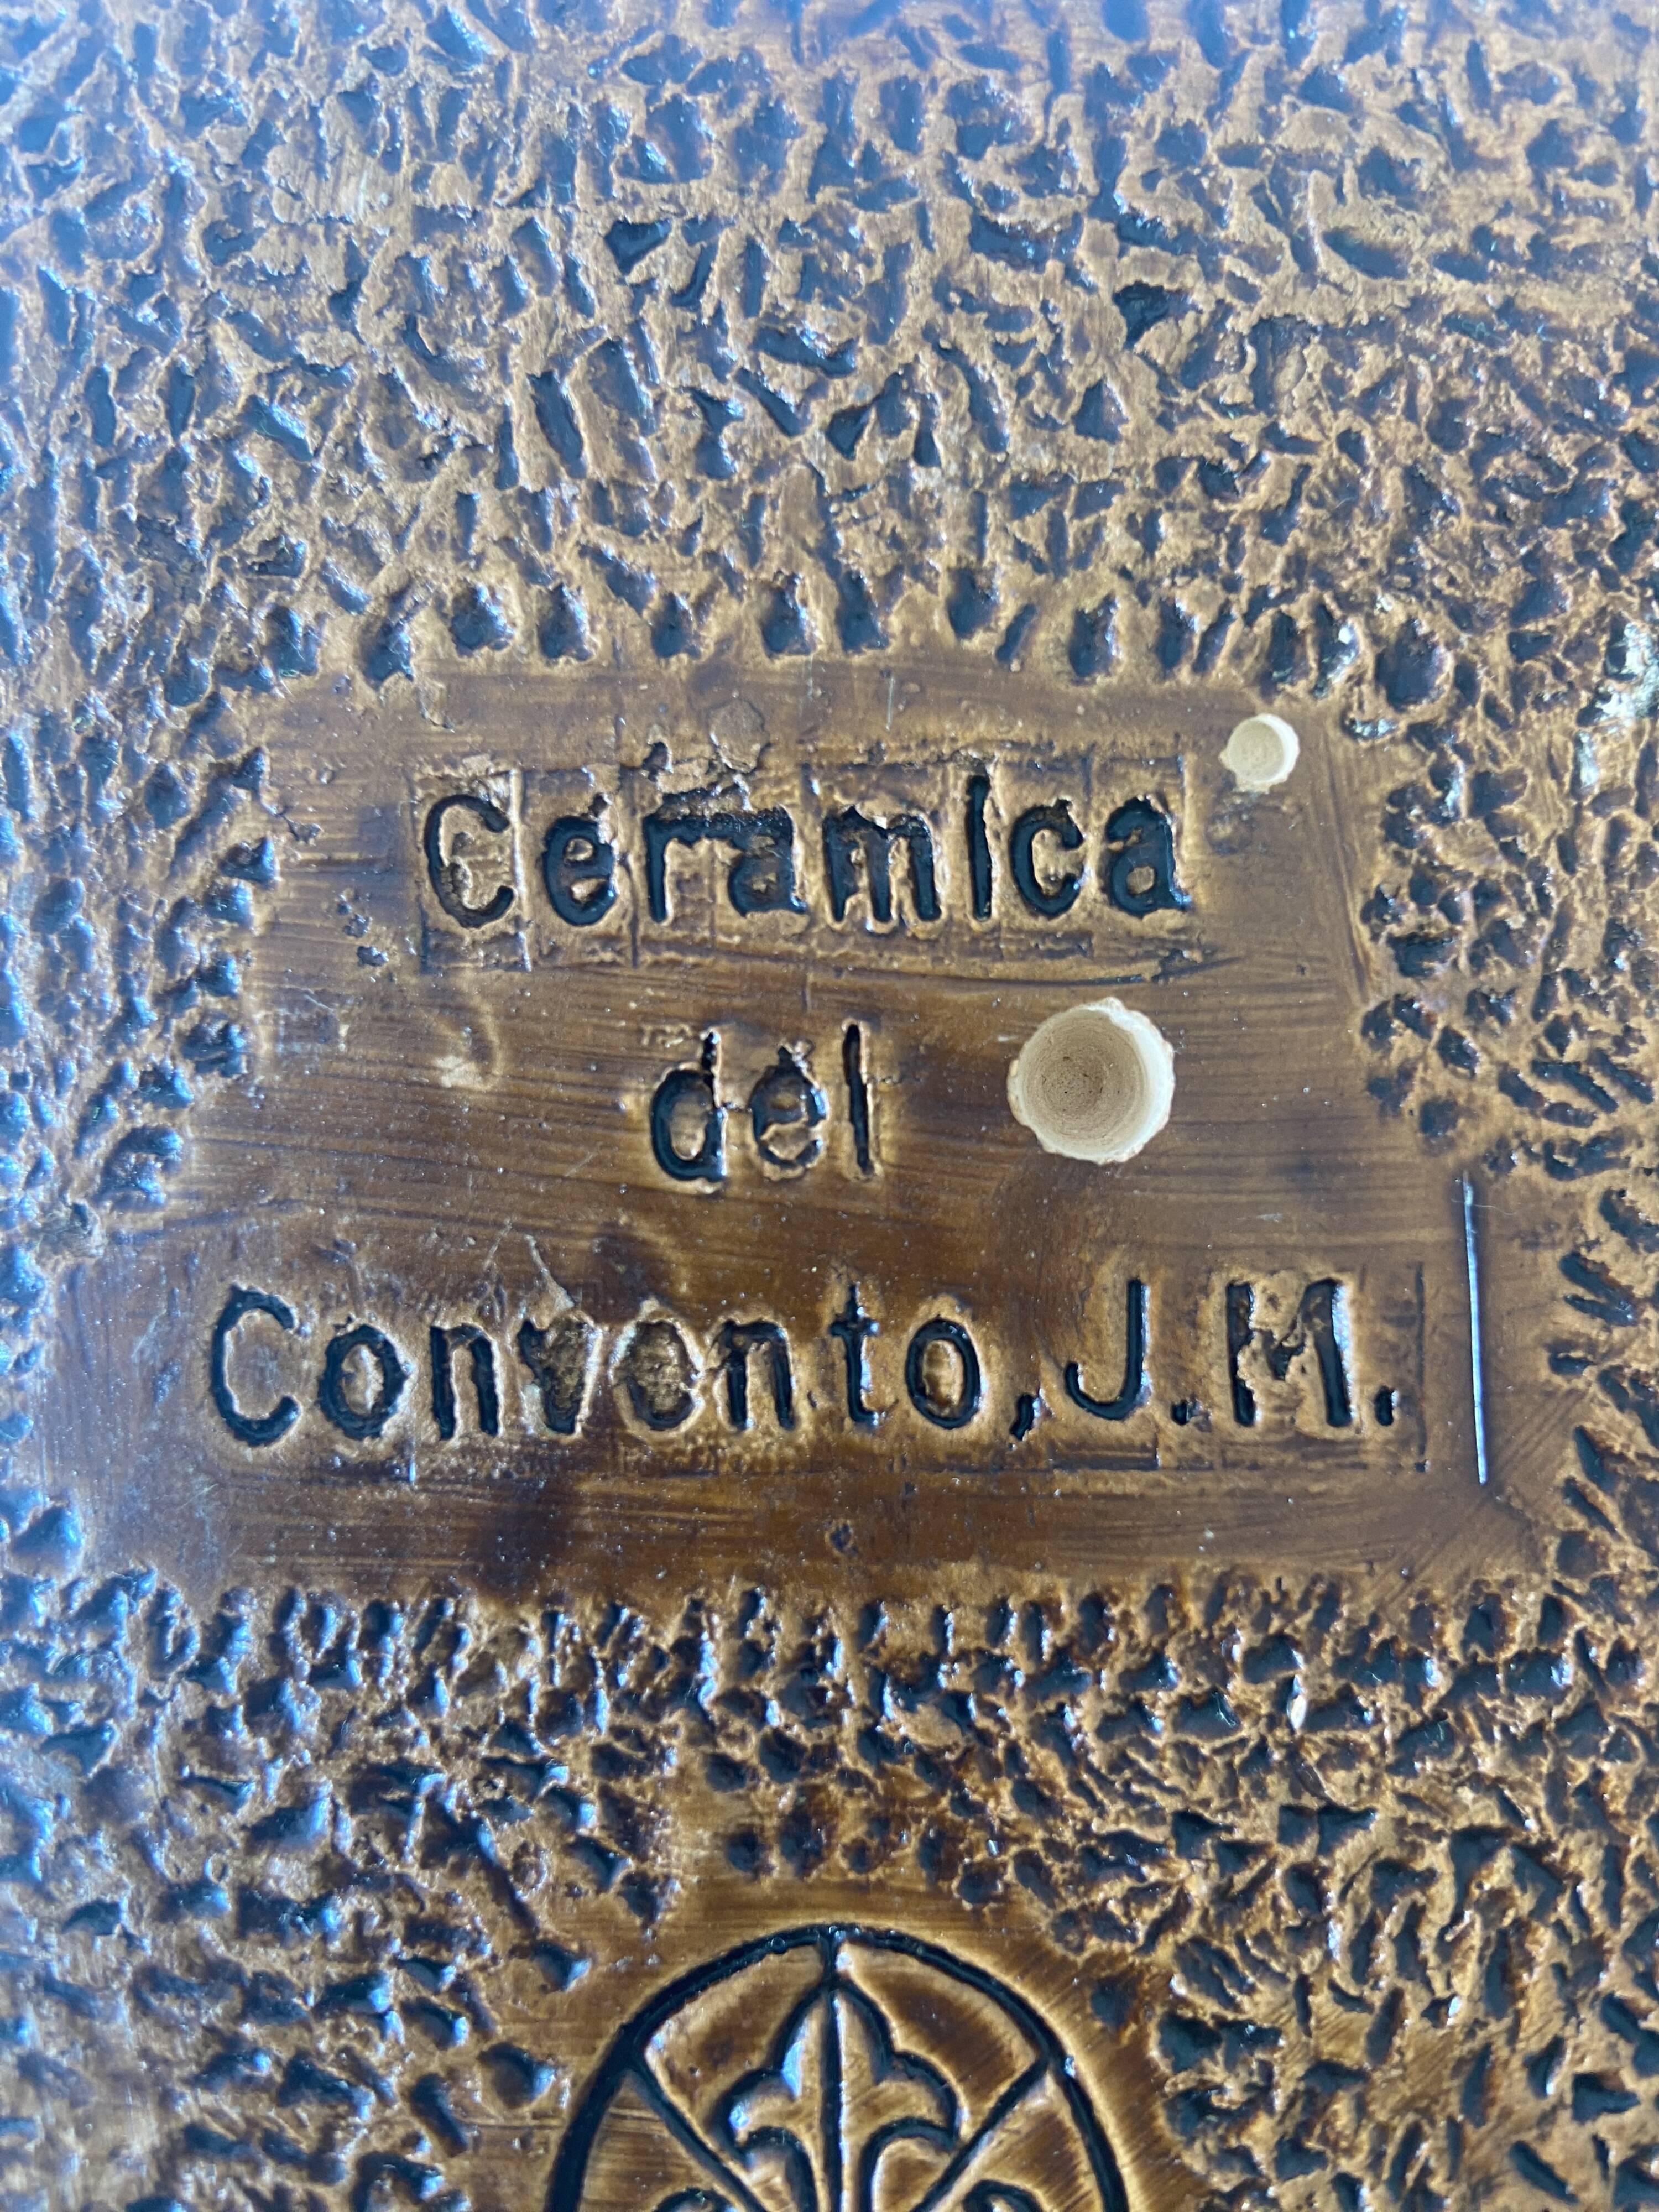 Ceramica
del
Convento, J.M.